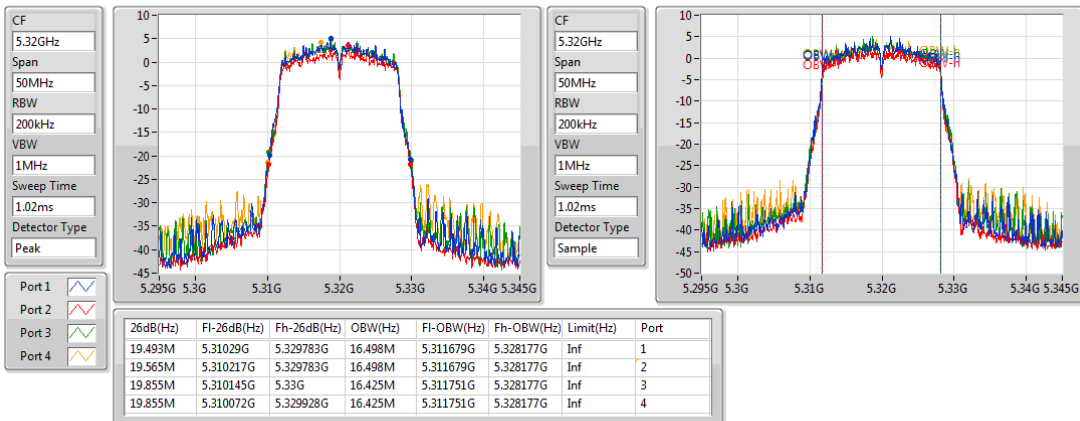 CF
5.32GHz
Span
50MHz
RBW
200kHz
VBW
1MHz
Sweep Time
1.02ms
Detector Type
Peak
10
5
0
-5
-10
-15
-20
-25
-30
-35
-40
-45
5.295G 5.3G 5.31G 5.32G 5.33G 5.34G 5.345G
CF
5.32GHz
Span
50MHz
RBW
200kHz
VBW
1MHz
Sweep Time
1.02ms
Detector Type
Sample
10
5
0
-5
-10
-15
-20
-25
-30
-35
-40
-45
-50
5.295G 5.3G 5.31G 5.32G 5.33G 5.34G 5.345G
Port 1
Port 2
Port 3
Port 4
26dB(Hz) Fl-26dB(Hz) Fh-26dB(Hz) OBW(Hz) Fl-OBW(Hz) Fh-OBW(Hz) Limit(Hz) Port
19.493M 5.31029G 5.329783G 16.498M 5.311679G 5.328177G Inf 1
19.565M 5.310217G 5.329783G 16.498M 5.311679G 5.328177G Inf 2
19.855M 5.310145G 5.33G 16.425M 5.311751G 5.328177G Inf 3
19.855M 5.310072G 5.329928G 16.425M 5.311751G 5.328177G Inf 4